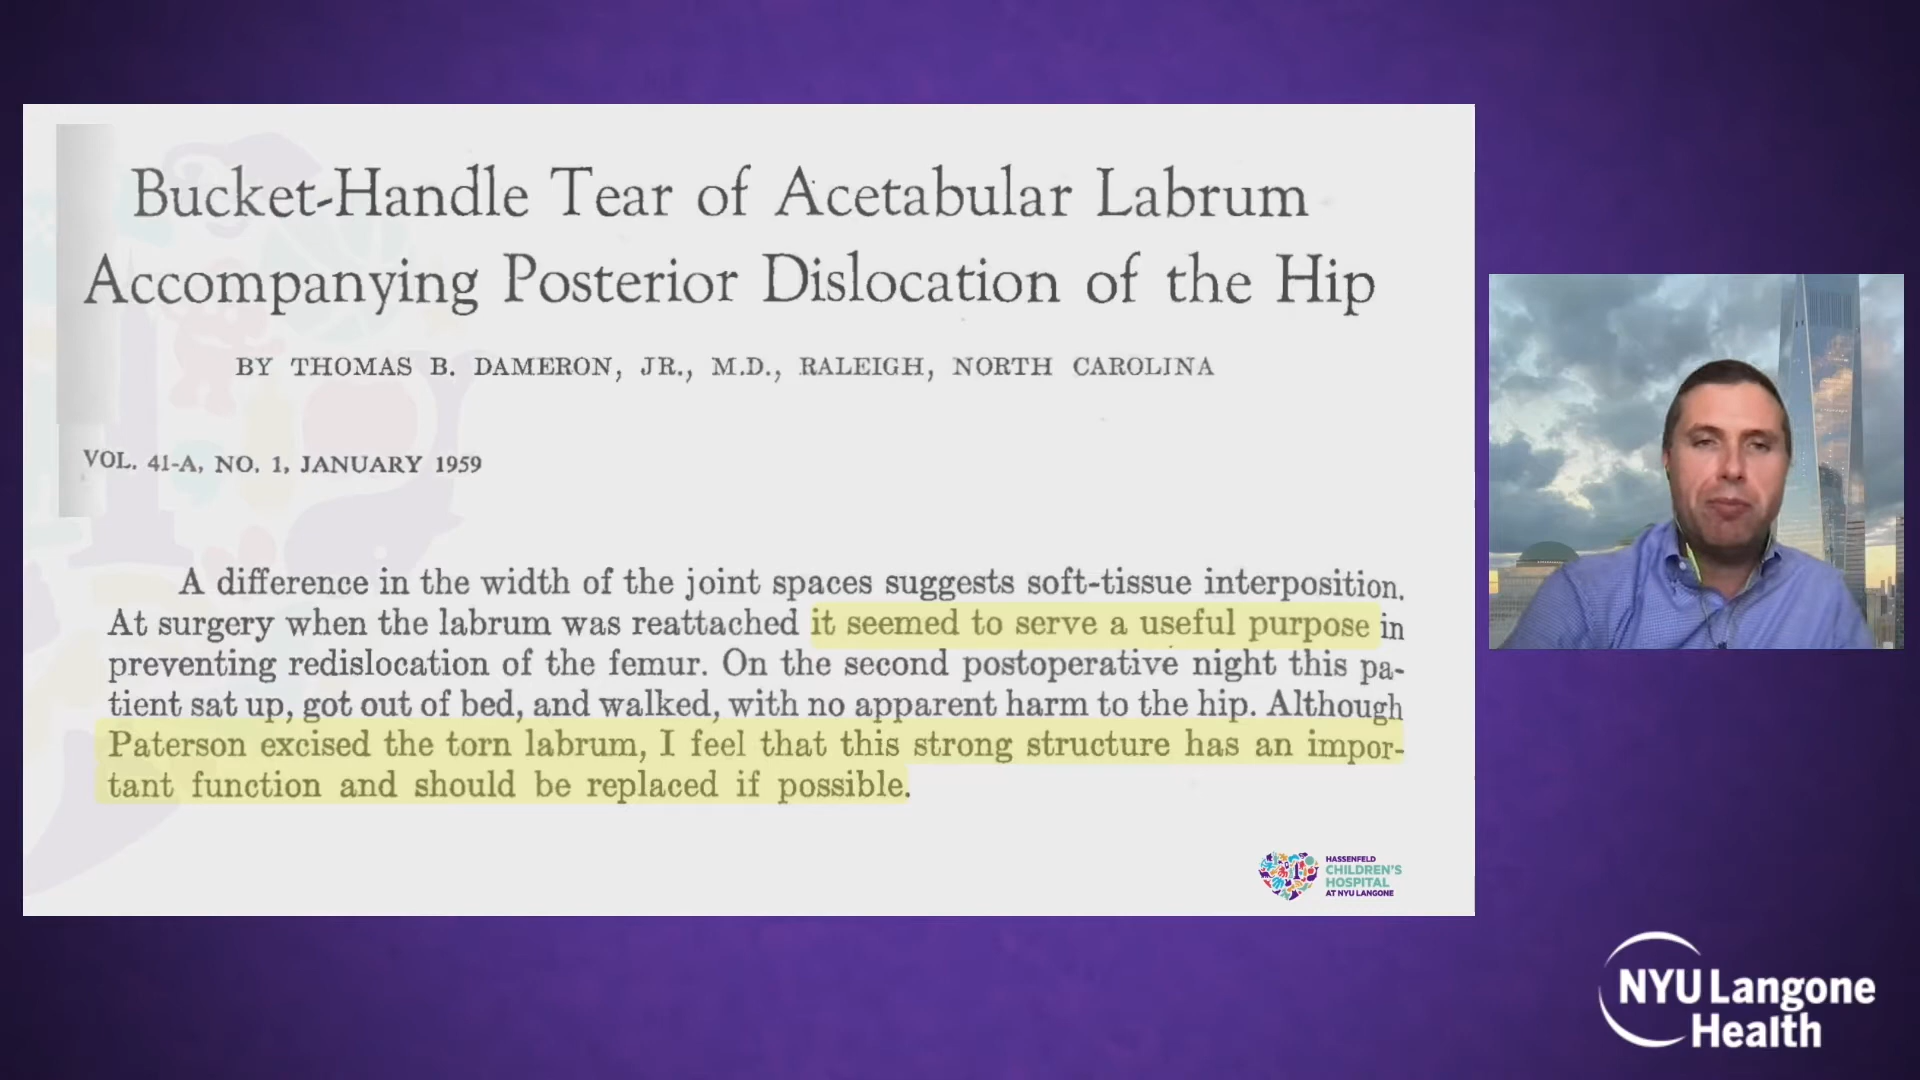 Bucket-Handle Tear of Acetabular Labrum
Accompanying Posterior Dislocation of the Hip
BY THOMAS B. DAMERON, JR., M.D., RALEIGH, NORTH CAROLINA
VOL. 41-A, NO. 1, JANUARY 1959
A difference in the width of the joint spaces suggests soft-tissue interposition.
At surgery when the labrum was reattached it seemed to serve a useful purpose in
preventing redislocation of the femur. On the second postoperative night this pa-
tient sat up, got out of bed, and walked, with no apparent harm to the hip. Although
Paterson excised the torn labrum, I feel that this strong structure has an impor-
tant function and should be replaced if possible.
HASSENFELD
CHILDREN'S
HOSPITAL
AT NYU LANGONE
NYU Langone
Health